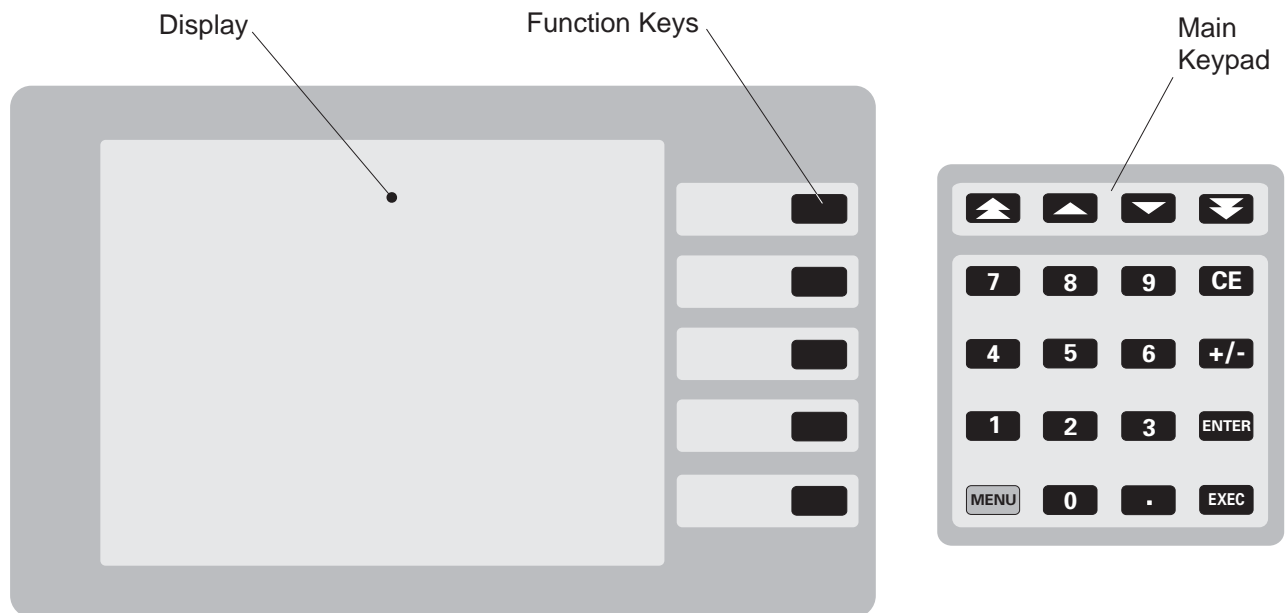 Display
Function Keys
Main
Keypad
7 8 9 CE
4 5 6 +/-
1 2 3 ENTER
MENU 0 . EXEC